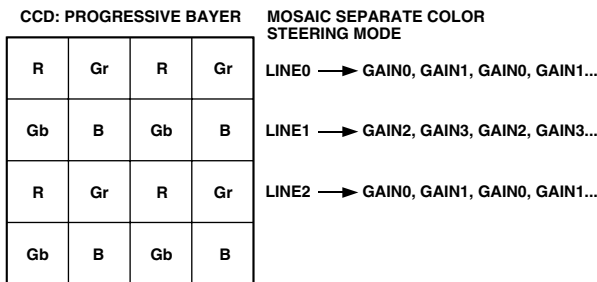 CCD: PROGRESSIVE BAYER
MOSAIC SEPARATE COLOR
STEERING MODE
R Gr R Gr
LINE0 GAIN0, GAIN1, GAIN0, GAIN1...
Gb B Gb B
LINE1 GAIN2, GAIN3, GAIN2, GAIN3...
R Gr R Gr
LINE2 GAIN0, GAIN1, GAIN0, GAIN1...
Gb B Gb B